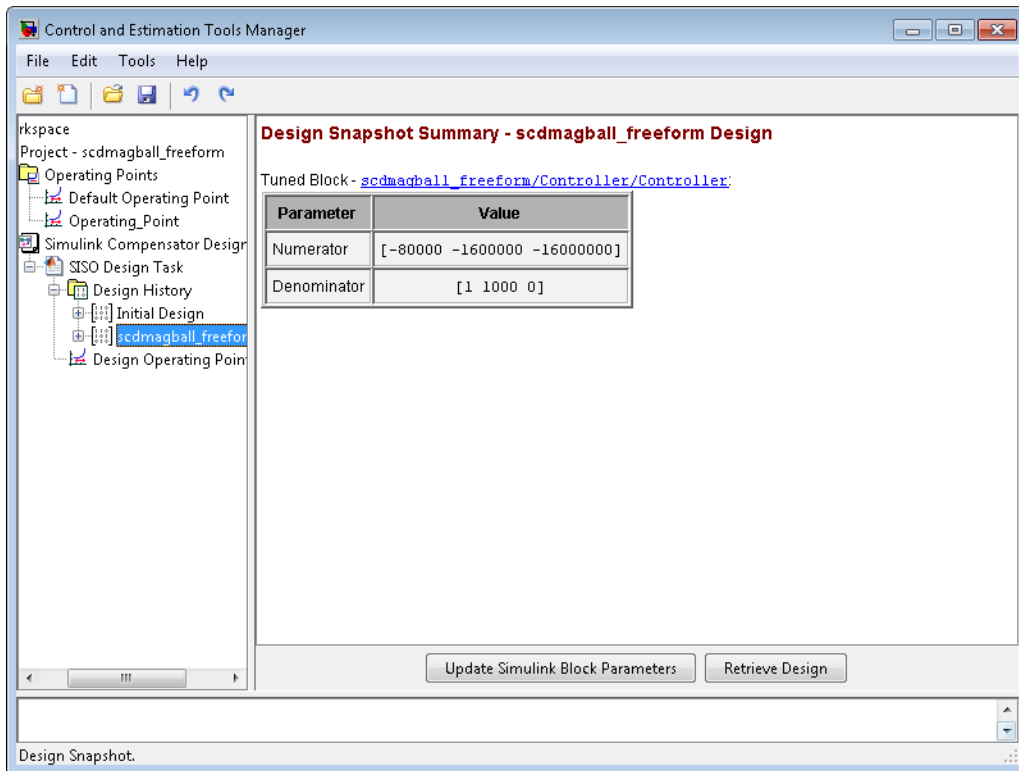 Control and Estimation Tools Manager
File Edit Tools Help
rkspace
Project - scdmagball_freeform
Operating Points
Default Operating Point
Operating_Point
Simulink Compensator Design
SISO Design Task
Design History
Initial Design
scdmagball_freefor
Design Operating Poin
Design Snapshot Summary - scdmagball_freeform Design
Tuned Block - scdmagball_freeform/Controller/Controller:
Parameter Value
Numerator [-80000 -1600000 -16000000]
Denominator [1 1000 0]
Update Simulink Block Parameters Retrieve Design
Design Snapshot.